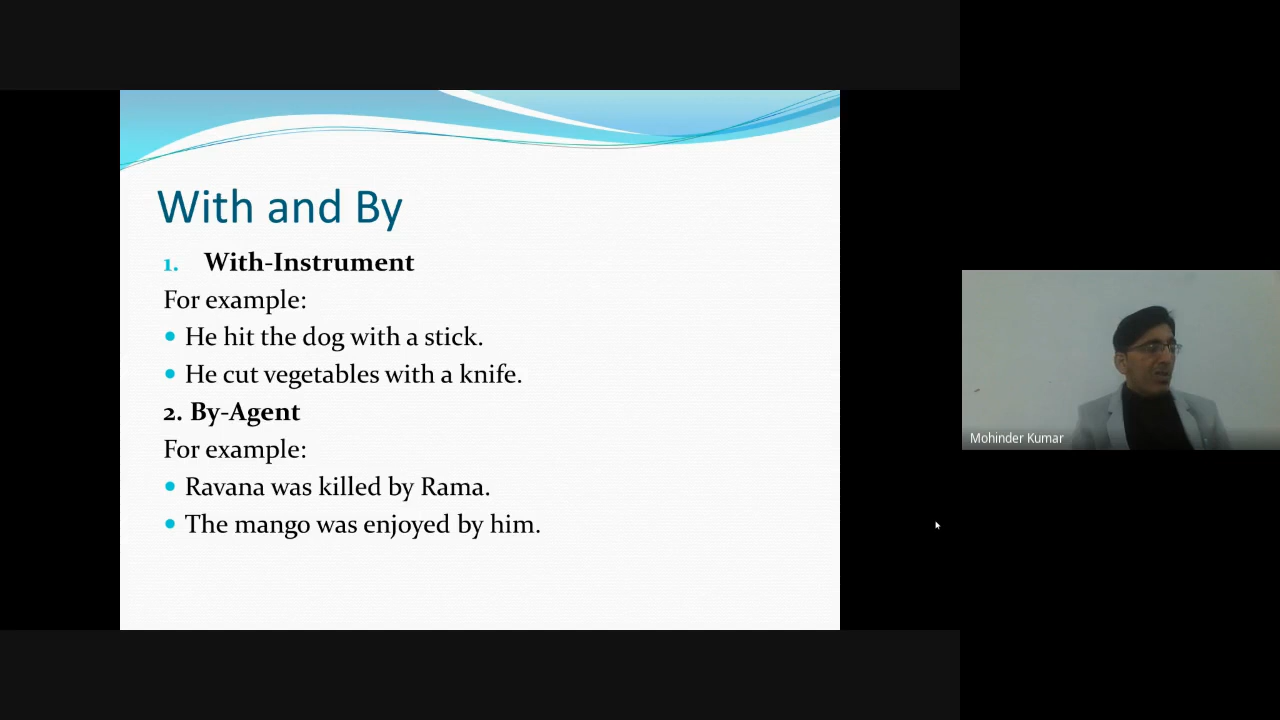 With and By
1. With-Instrument
For example:
• He hit the dog with a stick.
• He cut vegetables with a knife.
2. By-Agent
For example:
• Ravana was killed by Rama.
• The mango was enjoyed by him.
Mohinder Kumar